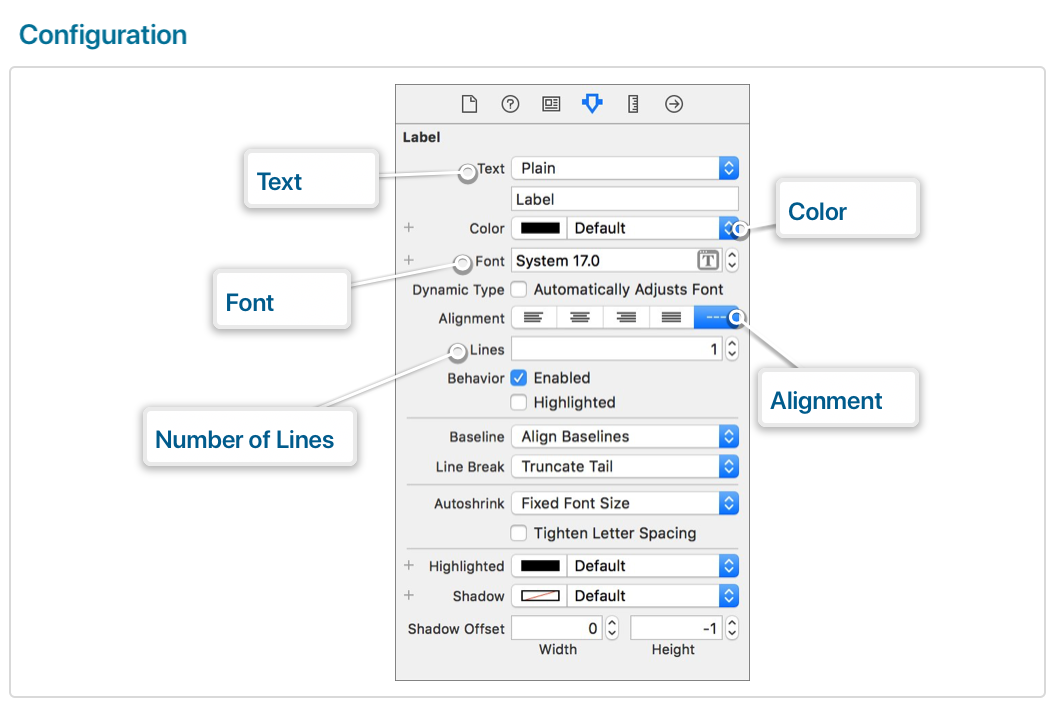 Configuration
Label
Text
Text Plain
Label
Color
Color Default
Font
Font System 17.0 T
Dynamic Type Automatically Adjusts Font
Alignment
Lines 1
Alignment
Behavior Enabled
Highlighted
Number of Lines
Baseline Align Baselines
Line Break Truncate Tail
Autoshrink Fixed Font Size
Tighten Letter Spacing
Highlighted Default
Shadow Default
Shadow Offset 0 -1
Width Height